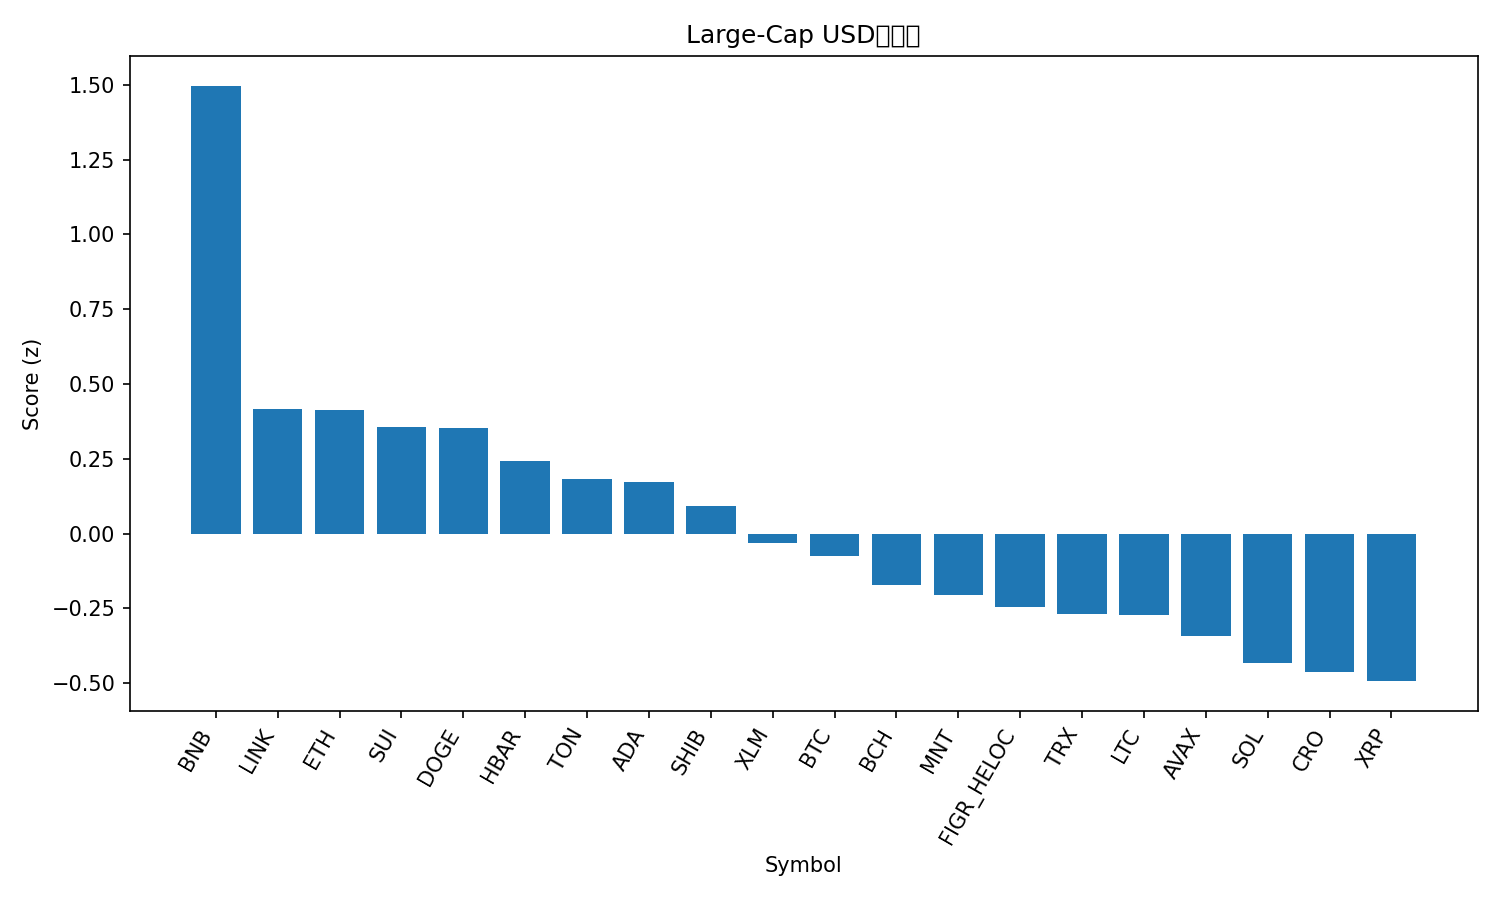 Large-Cap USD
1.50
1.25
1.00
0.75
0.50
0.25
0.00
−0.25
−0.50
Score (z)
BNB
LINK
ETH
SUI
DOGE
HBAR
TON
ADA
SHIB
XLM
BTC
BCH
MNT
FIGR_HELOC
TRX
LTC
AVAX
SOL
CRO
XRP
Symbol